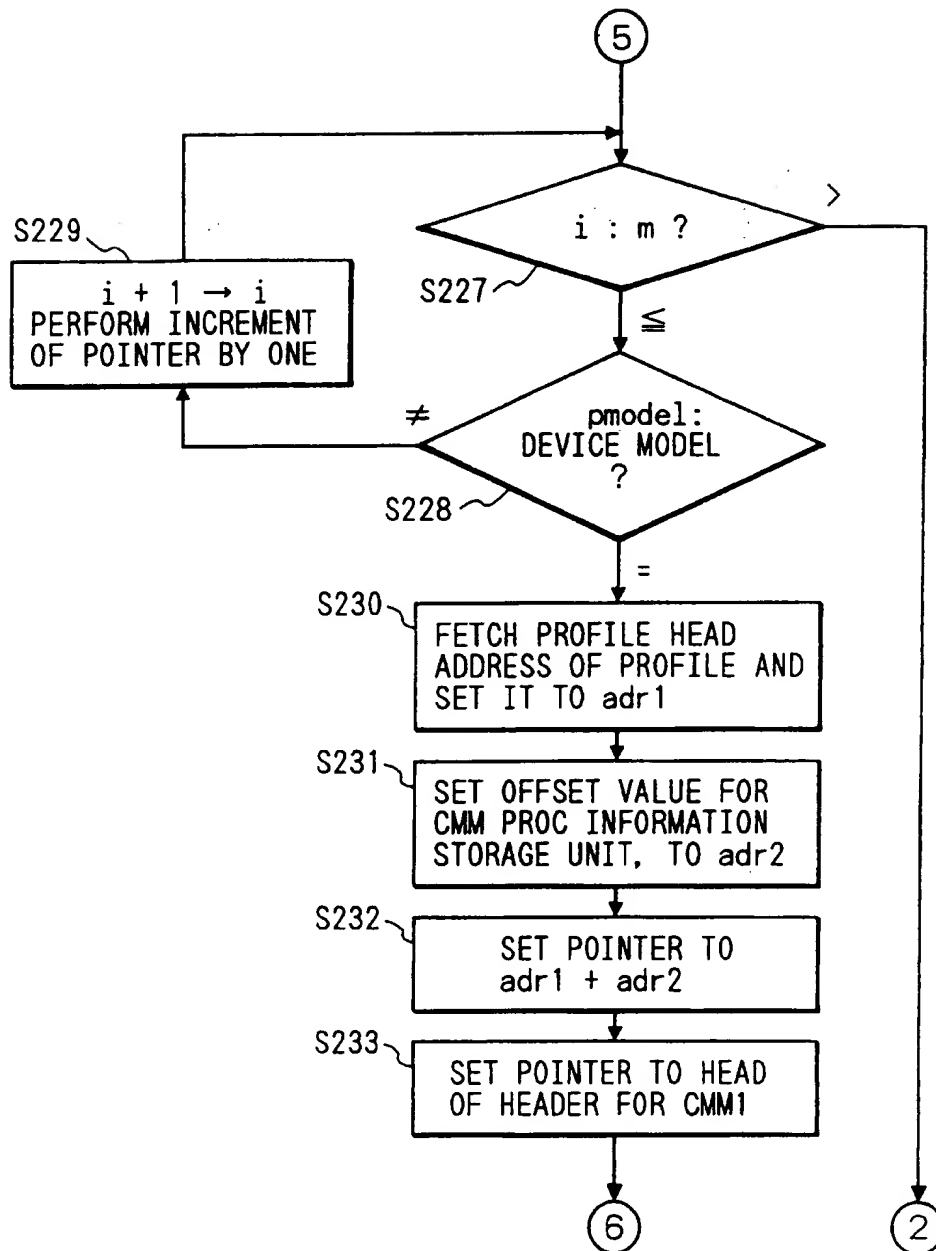 5
>
i : m ?
S227
S229
i + 1 → i
PERFORM INCREMENT
OF POINTER BY ONE
≦
≠
pmodel:
DEVICE MODEL
?
S228
=
S230
FETCH PROFILE HEAD
ADDRESS OF PROFILE AND
SET IT TO adr1
S231
SET OFFSET VALUE FOR
CMM PROC INFORMATION
STORAGE UNIT, TO adr2
S232
SET POINTER TO
adr1 + adr2
S233
SET POINTER TO HEAD
OF HEADER FOR CMM1
6
2